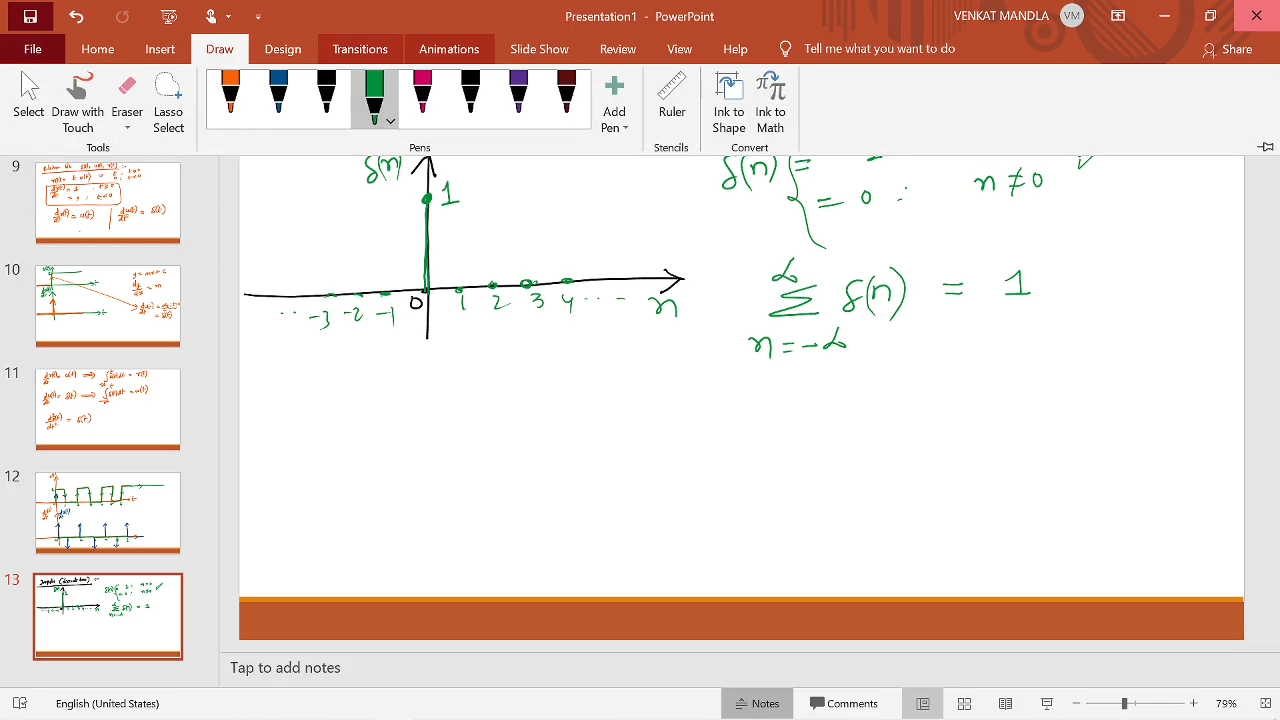 Presentation1 - PowerPoint
VENKAT MANDLA
VM
File
Home
Insert
Draw
Design
Transitions
Animations
Slide Show
Review
View
Help
Tell me what you want to do
Share
Select
Draw with Touch
Eraser
Lasso Select
Add Pen
Ruler
Ink to Shape
Ink to Math
Tools
Pens
Stencils
Convert
9
10
11
12
13
δ(n)
1
0
.. -3 -2 -1
1 2 3 4 ....
n
δ(n) =
= 0 :
n ≠ 0
∞
∑ δ(n) = 1
n = -∞
Tap to add notes
English (United States)
Notes
Comments
79%